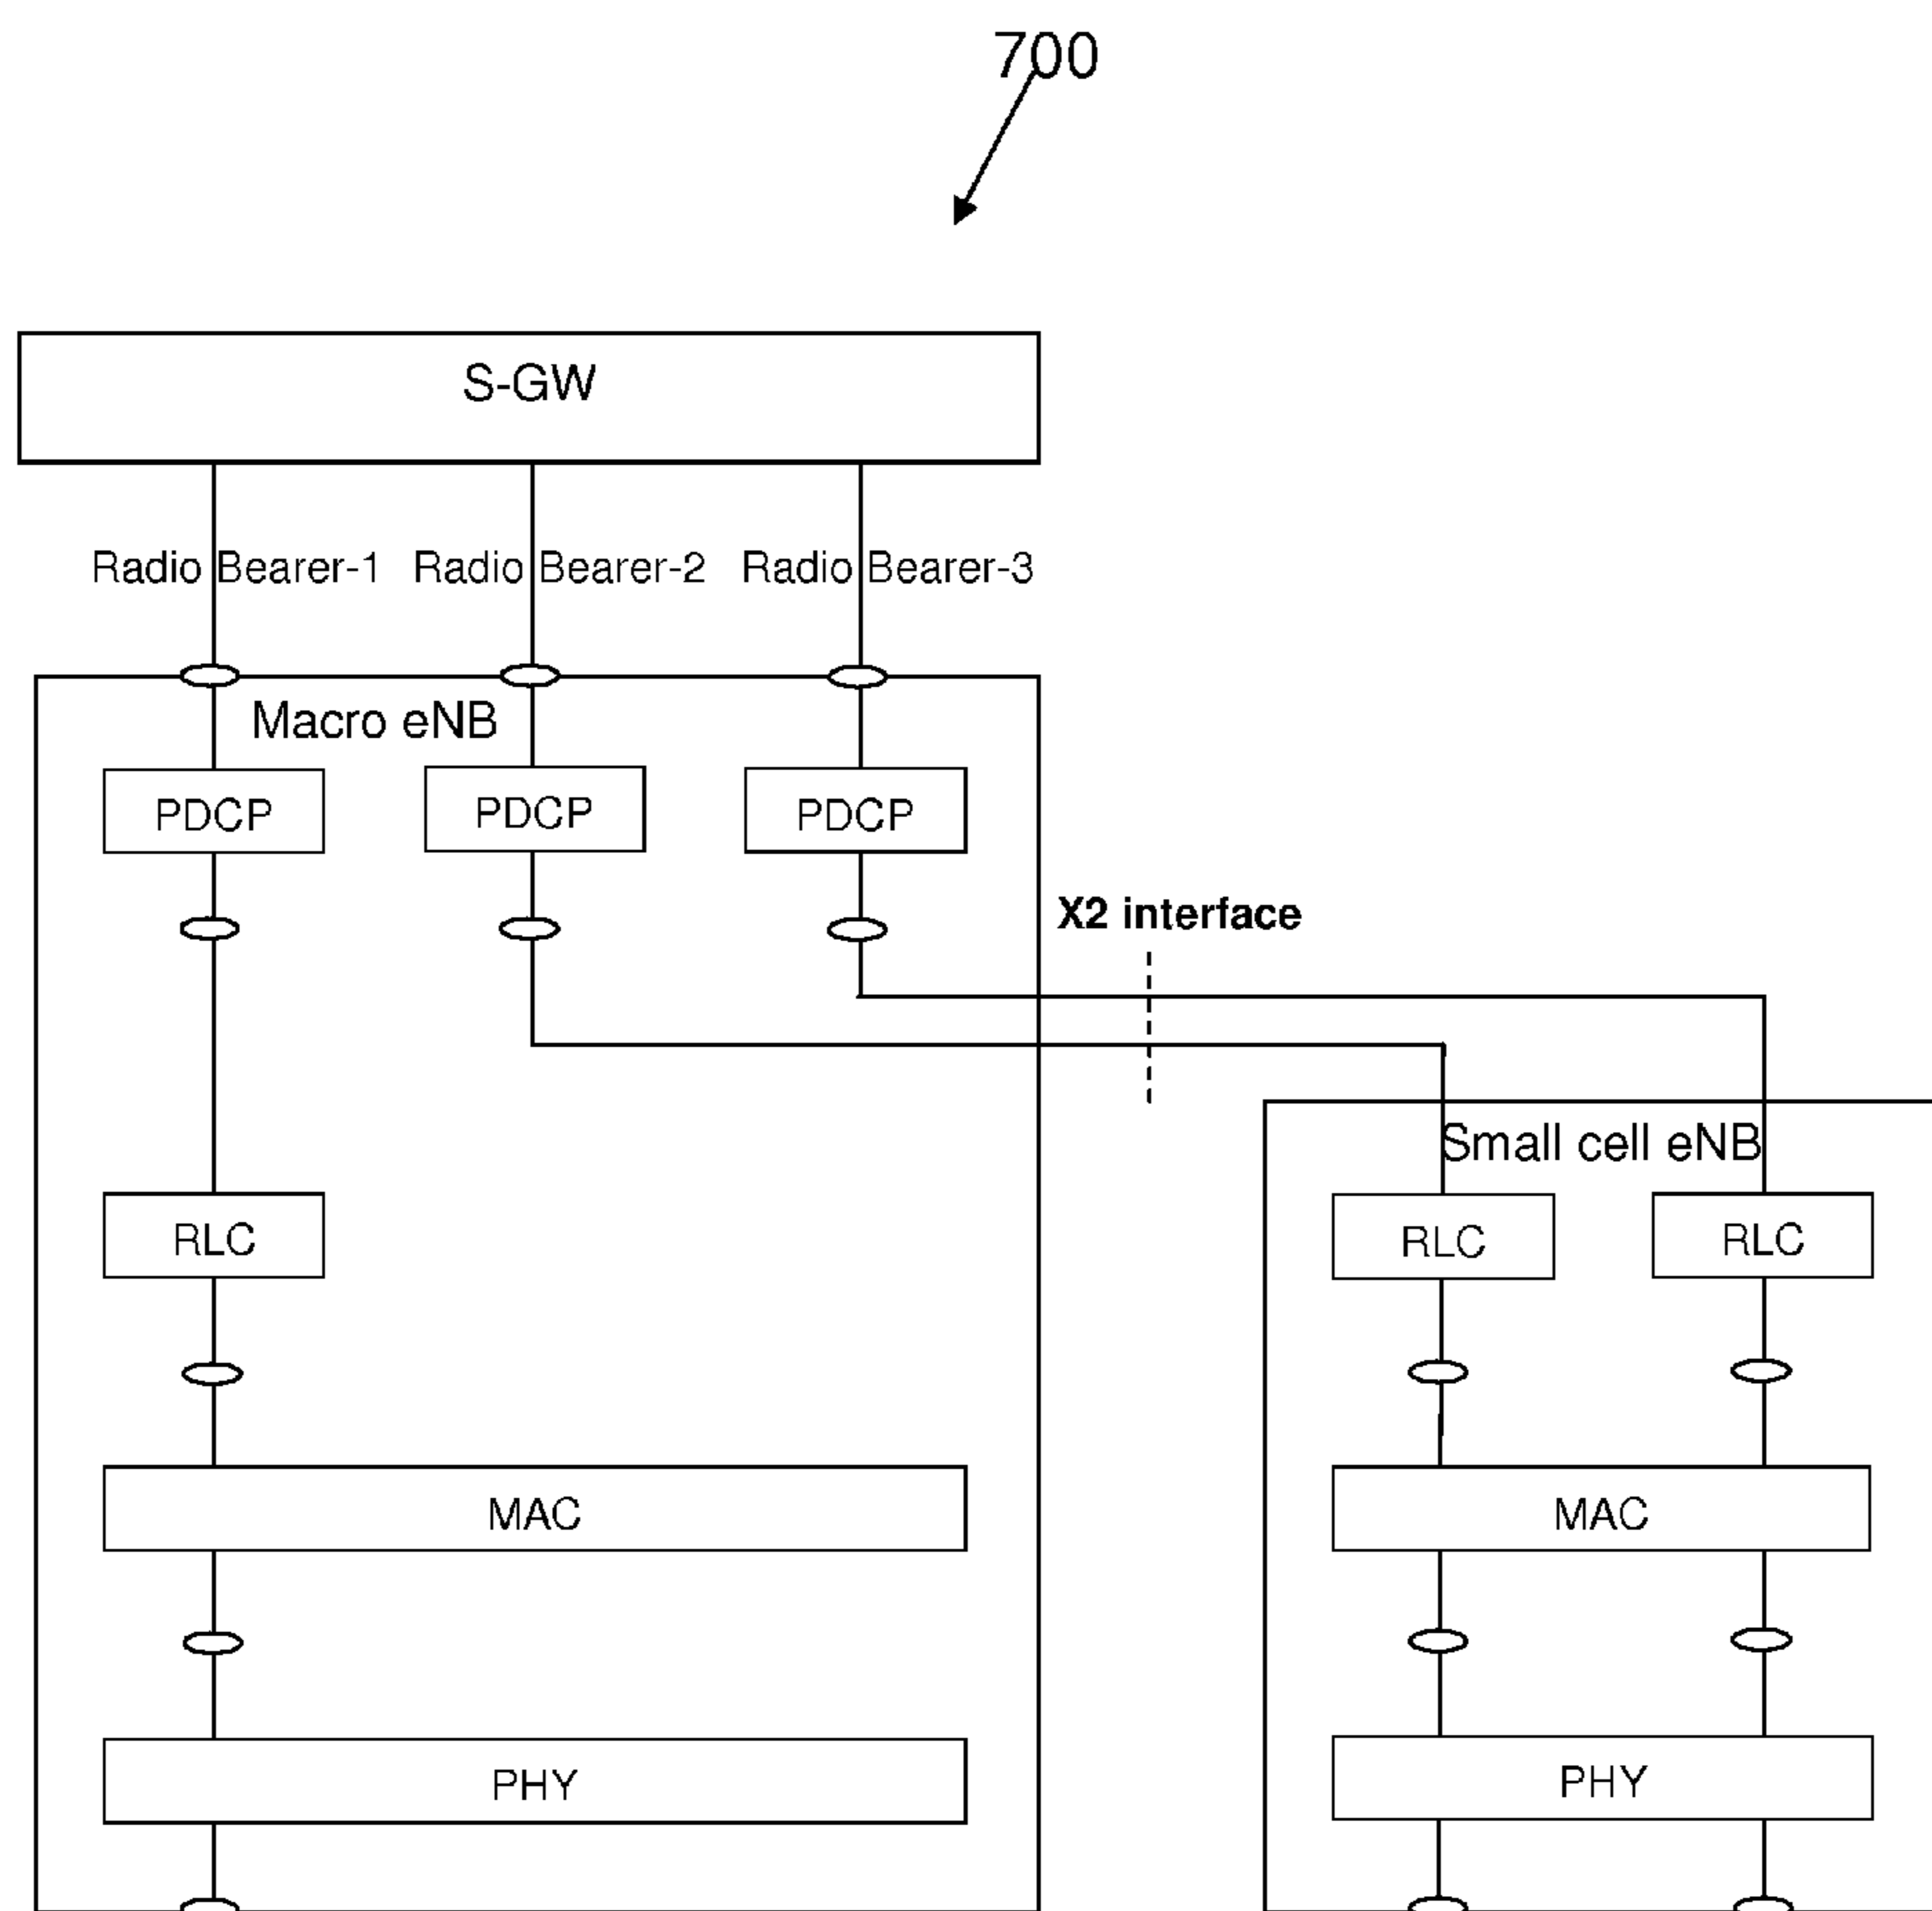 700
S-GW
Radio Bearer-1 Radio Bearer-2 Radio Bearer-3
Macro eNB
PDCP PDCP PDCP
X2 interface
Small cell eNB
RLC RLC RLC
MAC MAC
PHY PHY